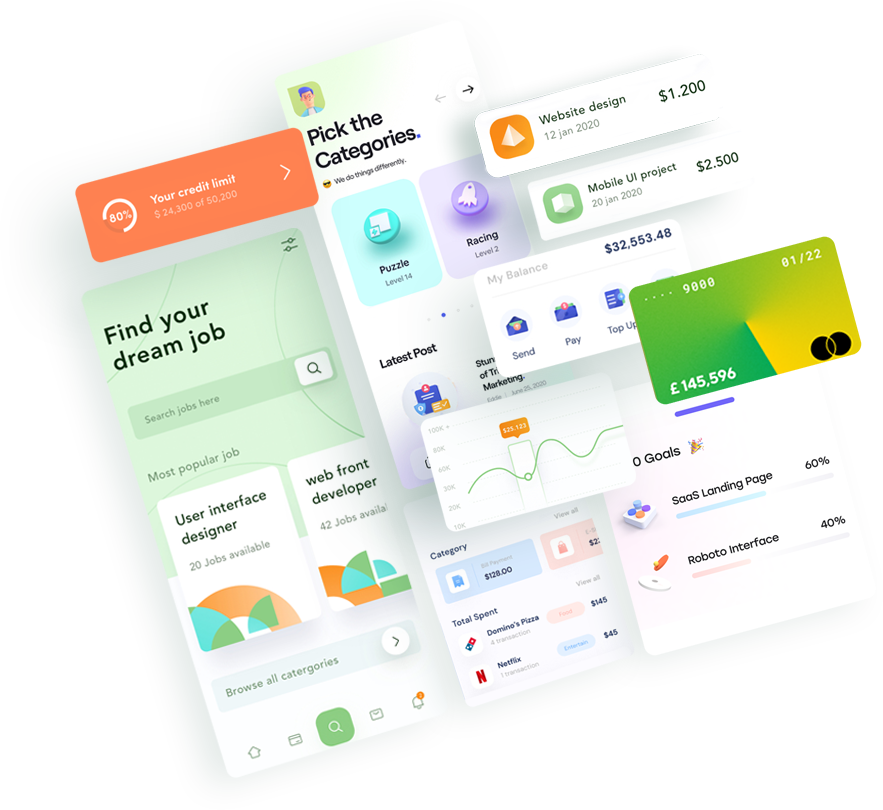 Pick the
Categories.
We do things differently.
Puzzle
Level 14
Racing
Level 2
Website design
12 jan 2020
$1.200
Mobile UI project
20 jan 2020
$2.500
80%
Your credit limit
$ 24,300 of 50,200
My Balance
$32,553.48
Send
Pay
Top Up
.... 9000
01/22
£145,596
Find your
dream job
Search jobs here
Most popular job
User interface
designer
20 Jobs available
web front
developer
42 Jobs availa
Browse all catergories
2
Latest Post
Stun
of Tri
Marketing.
Eddie
June 25, 2020
100K +
80K
60K
30K
20K
10K
$25,123
View all
Category
Bill Payment
$128.00
View all
Total Spent
Domino's Pizza
4 transaction
Food
$145
Netflix
1 transaction
Entertain
$45
0 Goals
SaaS Landing Page
60%
Roboto Interface
40%